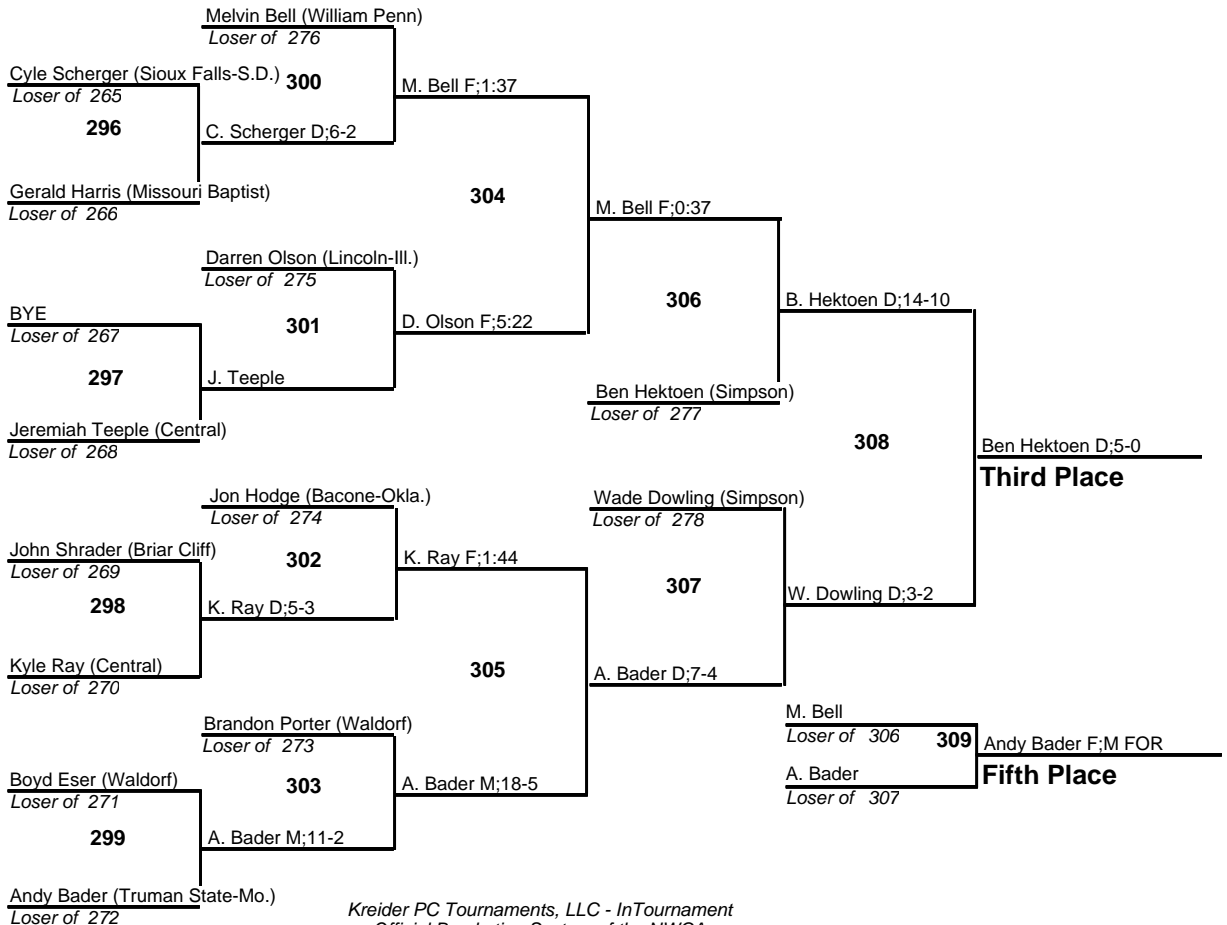 Melvin Bell (William Penn)
Loser of 276
Cyle Scherger (Sioux Falls-S.D.)
Loser of 265
300
M. Bell F;1:37
296
C. Scherger D;6-2
Gerald Harris (Missouri Baptist)
Loser of 266
304
M. Bell F;0:37
Darren Olson (Lincoln-Ill.)
Loser of 275
BYE
Loser of 267
301
D. Olson F;5:22
306
B. Hektoen D;14-10
297
J. Teeple
Ben Hektoen (Simpson)
Loser of 277
Jeremiah Teeple (Central)
Loser of 268
308
Ben Hektoen D;5-0
Third Place
Jon Hodge (Bacone-Okla.)
Loser of 274
Wade Dowling (Simpson)
Loser of 278
John Shrader (Briar Cliff)
Loser of 269
302
K. Ray F;1:44
298
K. Ray D;5-3
307
W. Dowling D;3-2
Kyle Ray (Central)
Loser of 270
305
A. Bader D;7-4
Brandon Porter (Waldorf)
Loser of 273
M. Bell
Loser of 306
309
Andy Bader F;M FOR
Fifth Place
A. Bader
Loser of 307
Boyd Eser (Waldorf)
Loser of 271
303
A. Bader M;18-5
299
A. Bader M;11-2
Andy Bader (Truman State-Mo.)
Loser of 272
Kreider PC Tournaments, LLC - InTournament